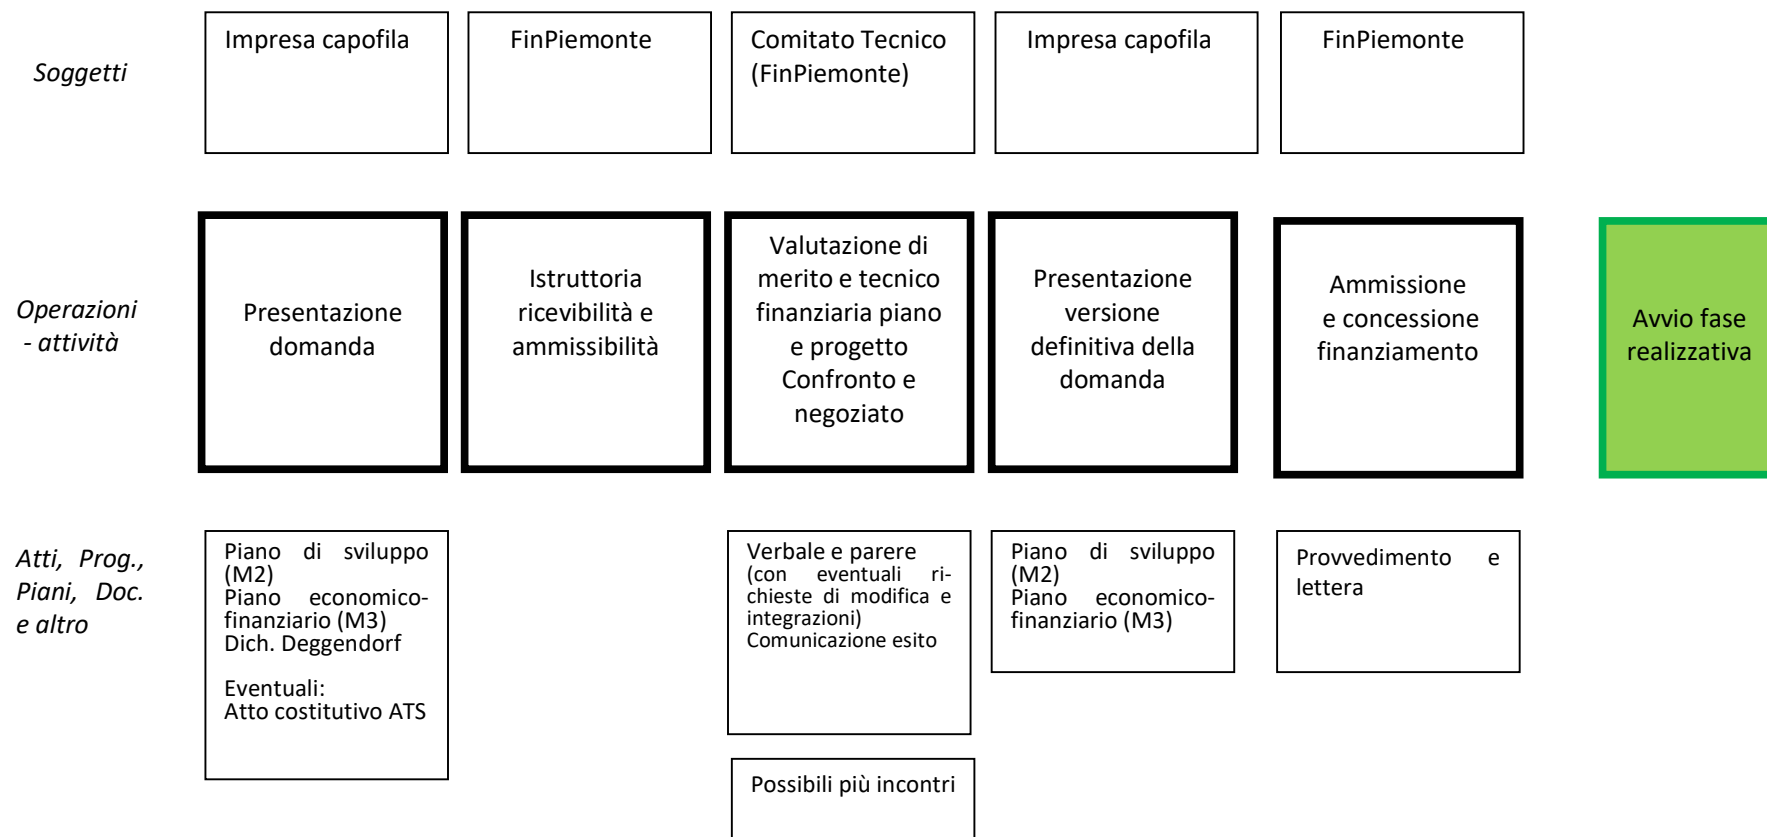 Soggetti
Impresa capofila
FinPiemonte
Comitato Tecnico
(FinPiemonte)
Impresa capofila
FinPiemonte
Operazioni
- attività
Presentazione
domanda
Istruttoria
ricevibilità e
ammissibilità
Valutazione di
merito e tecnico
finanziaria piano
e progetto
Confronto e
negoziato
Presentazione
versione
definitiva della
domanda
Ammissione
e concessione
finanziamento
Avvio fase
realizzativa
Atti, Prog.,
Piani, Doc.
e altro
Piano di sviluppo
(M2)
Piano economico-
finanziario (M3)
Dich. Deggendorf
Eventuali:
Atto costitutivo ATS
Verbale e parere
(con eventuali ri-
chieste di modifica e
integrazioni)
Comunicazione esito
Possibili più incontri
Piano di sviluppo
(M2)
Piano economico-
finanziario (M3)
Provvedimento e
lettera